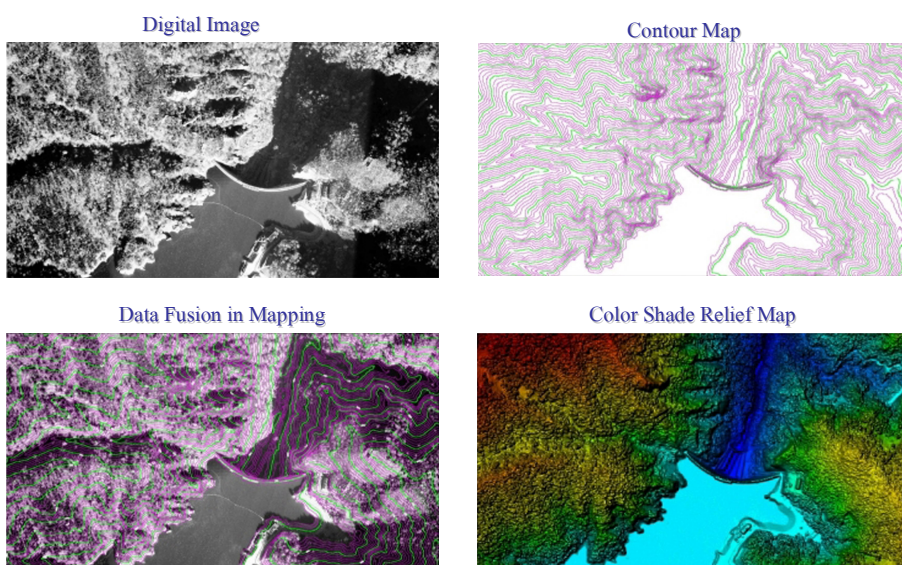 Digital Image
Contour Map
Data Fusion in Mapping
Color Shade Relief Map